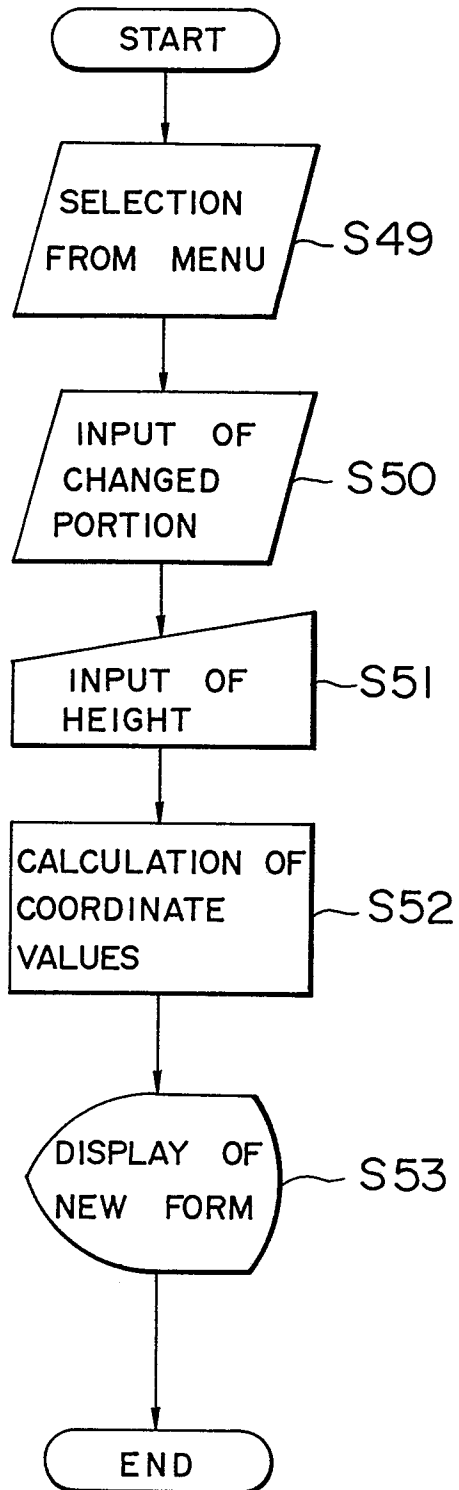 START
SELECTION
FROM MENU
S49
INPUT OF
CHANGED
PORTION
S50
INPUT OF
HEIGHT
S51
CALCULATION OF
COORDINATE
VALUES
S52
DISPLAY OF
NEW FORM
S53
END